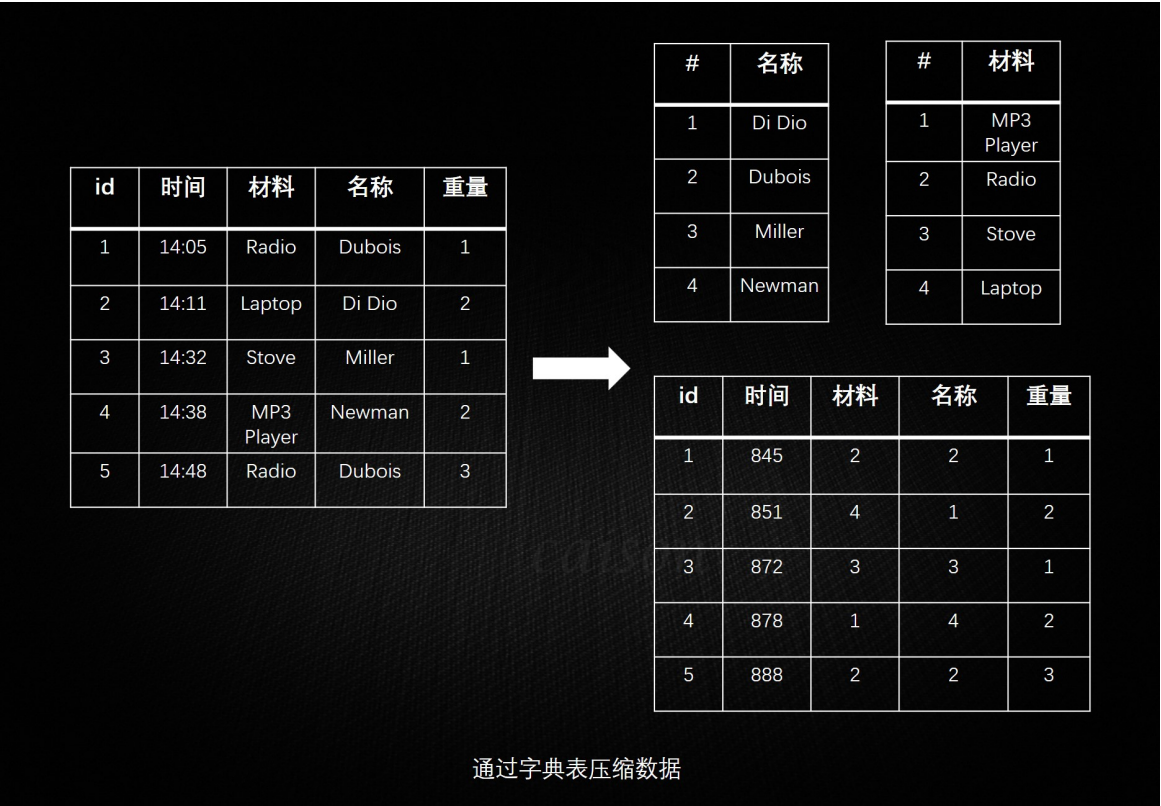 id 时间 材料 名称 重量
1 14:05 Radio Dubois 1
2 14:11 Laptop Di Dio 2
3 14:32 Stove Miller 1
4 14:38 MP3 Newman 2
Player
5 14:48 Radio Dubois 3
# 名称
1 Di Dio
2 Dubois
3 Miller
4 Newman
# 材料
1 MP3
Player
2 Radio
3 Stove
4 Laptop
id 时间 材料 名称 重量
1 845 2 2 1
2 851 4 1 2
3 872 3 3 1
4 878 1 4 2
5 888 2 2 3
caison
通过字典表压缩数据